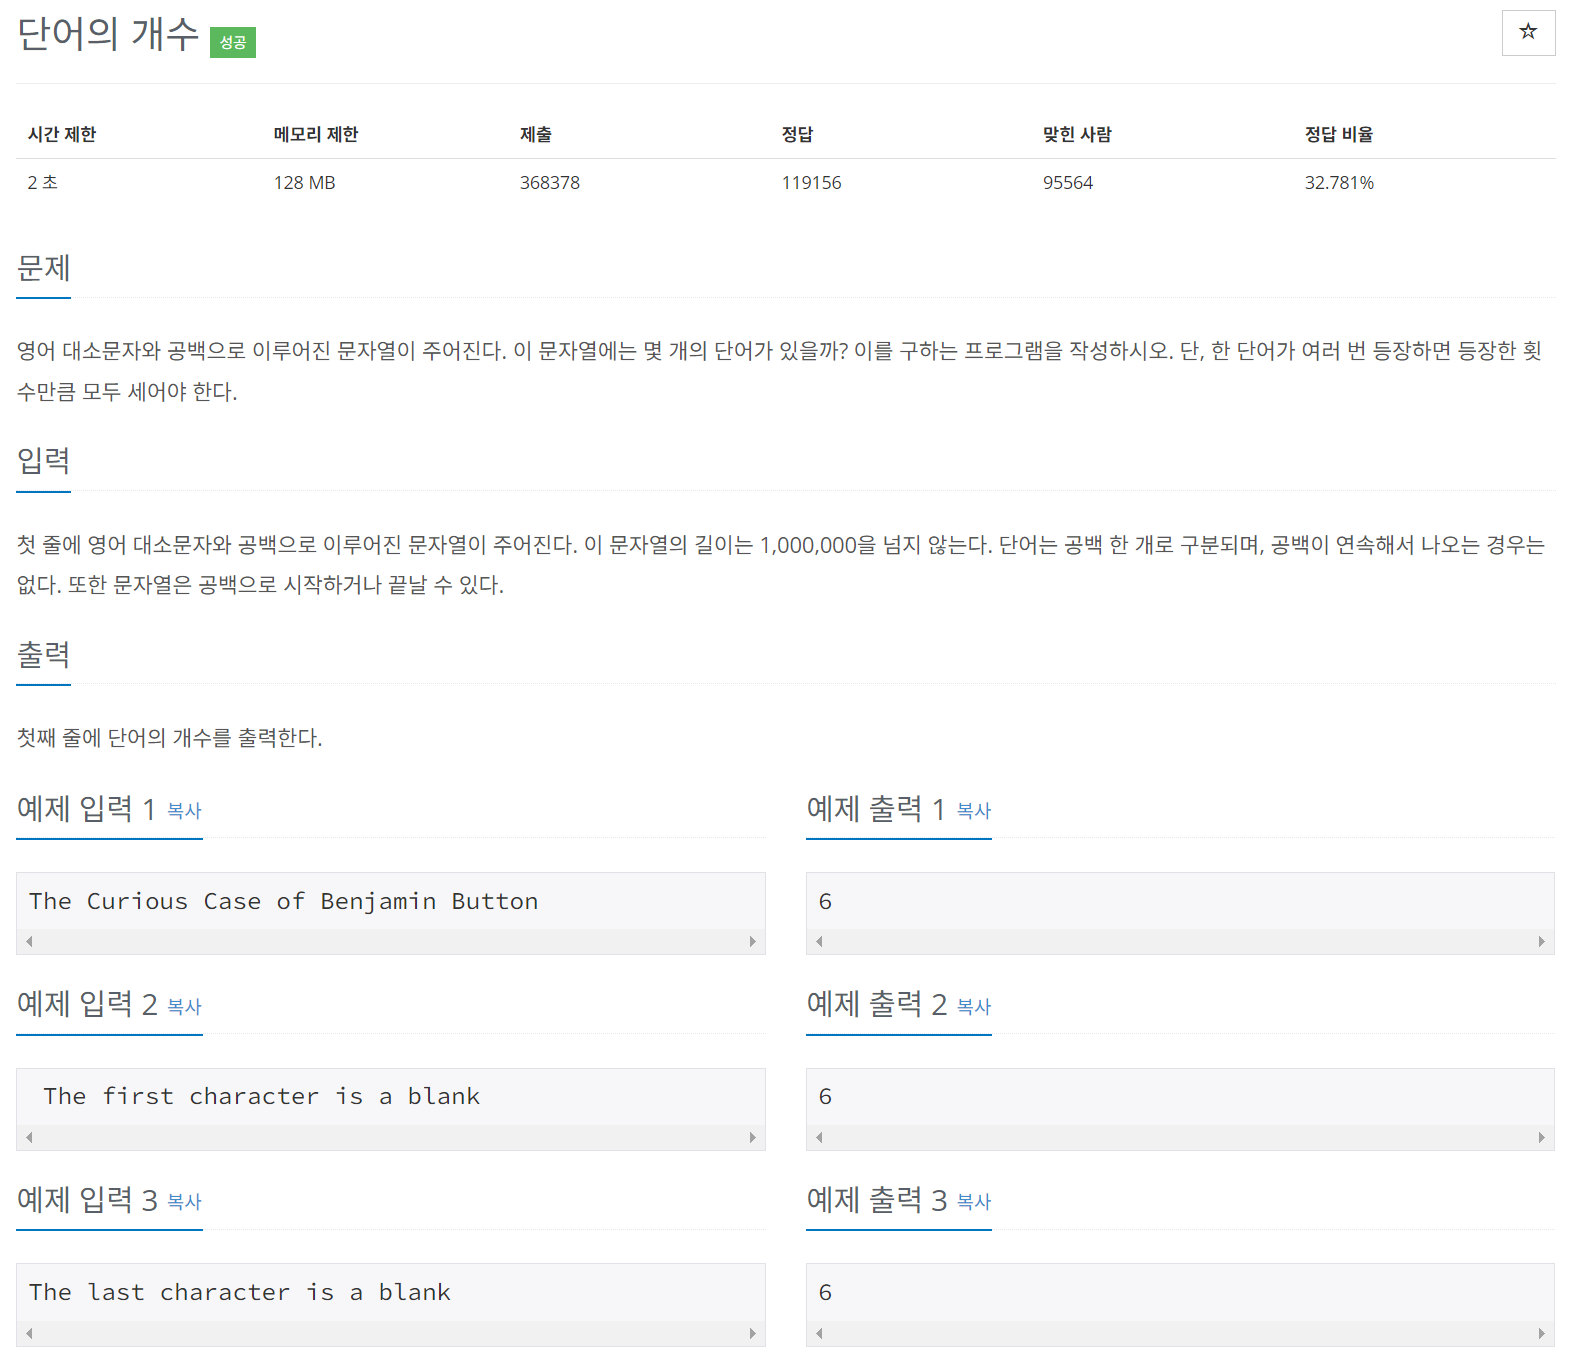 단어의 개수 성공
☆
시간 제한 메모리 제한 제출 정답 맞힌 사람 정답 비율
2 초 128 MB 368378 119156 95564 32.781%
문제
영어 대소문자와 공백으로 이루어진 문자열이 주어진다. 이 문자열에는 몇 개의 단어가 있을까? 이를 구하는 프로그램을 작성하시오. 단, 한 단어가 여러 번 등장하면 등장한 횟
수만큼 모두 세어야 한다.
입력
첫 줄에 영어 대소문자와 공백으로 이루어진 문자열이 주어진다. 이 문자열의 길이는 1,000,000을 넘지 않는다. 단어는 공백 한 개로 구분되며, 공백이 연속해서 나오는 경우는
없다. 또한 문자열은 공백으로 시작하거나 끝날 수 있다.
출력
첫째 줄에 단어의 개수를 출력한다.
예제 입력 1 복사
The Curious Case of Benjamin Button
예제 출력 1 복사
6
예제 입력 2 복사
 The first character is a blank
예제 출력 2 복사
6
예제 입력 3 복사
The last character is a blank
예제 출력 3 복사
6